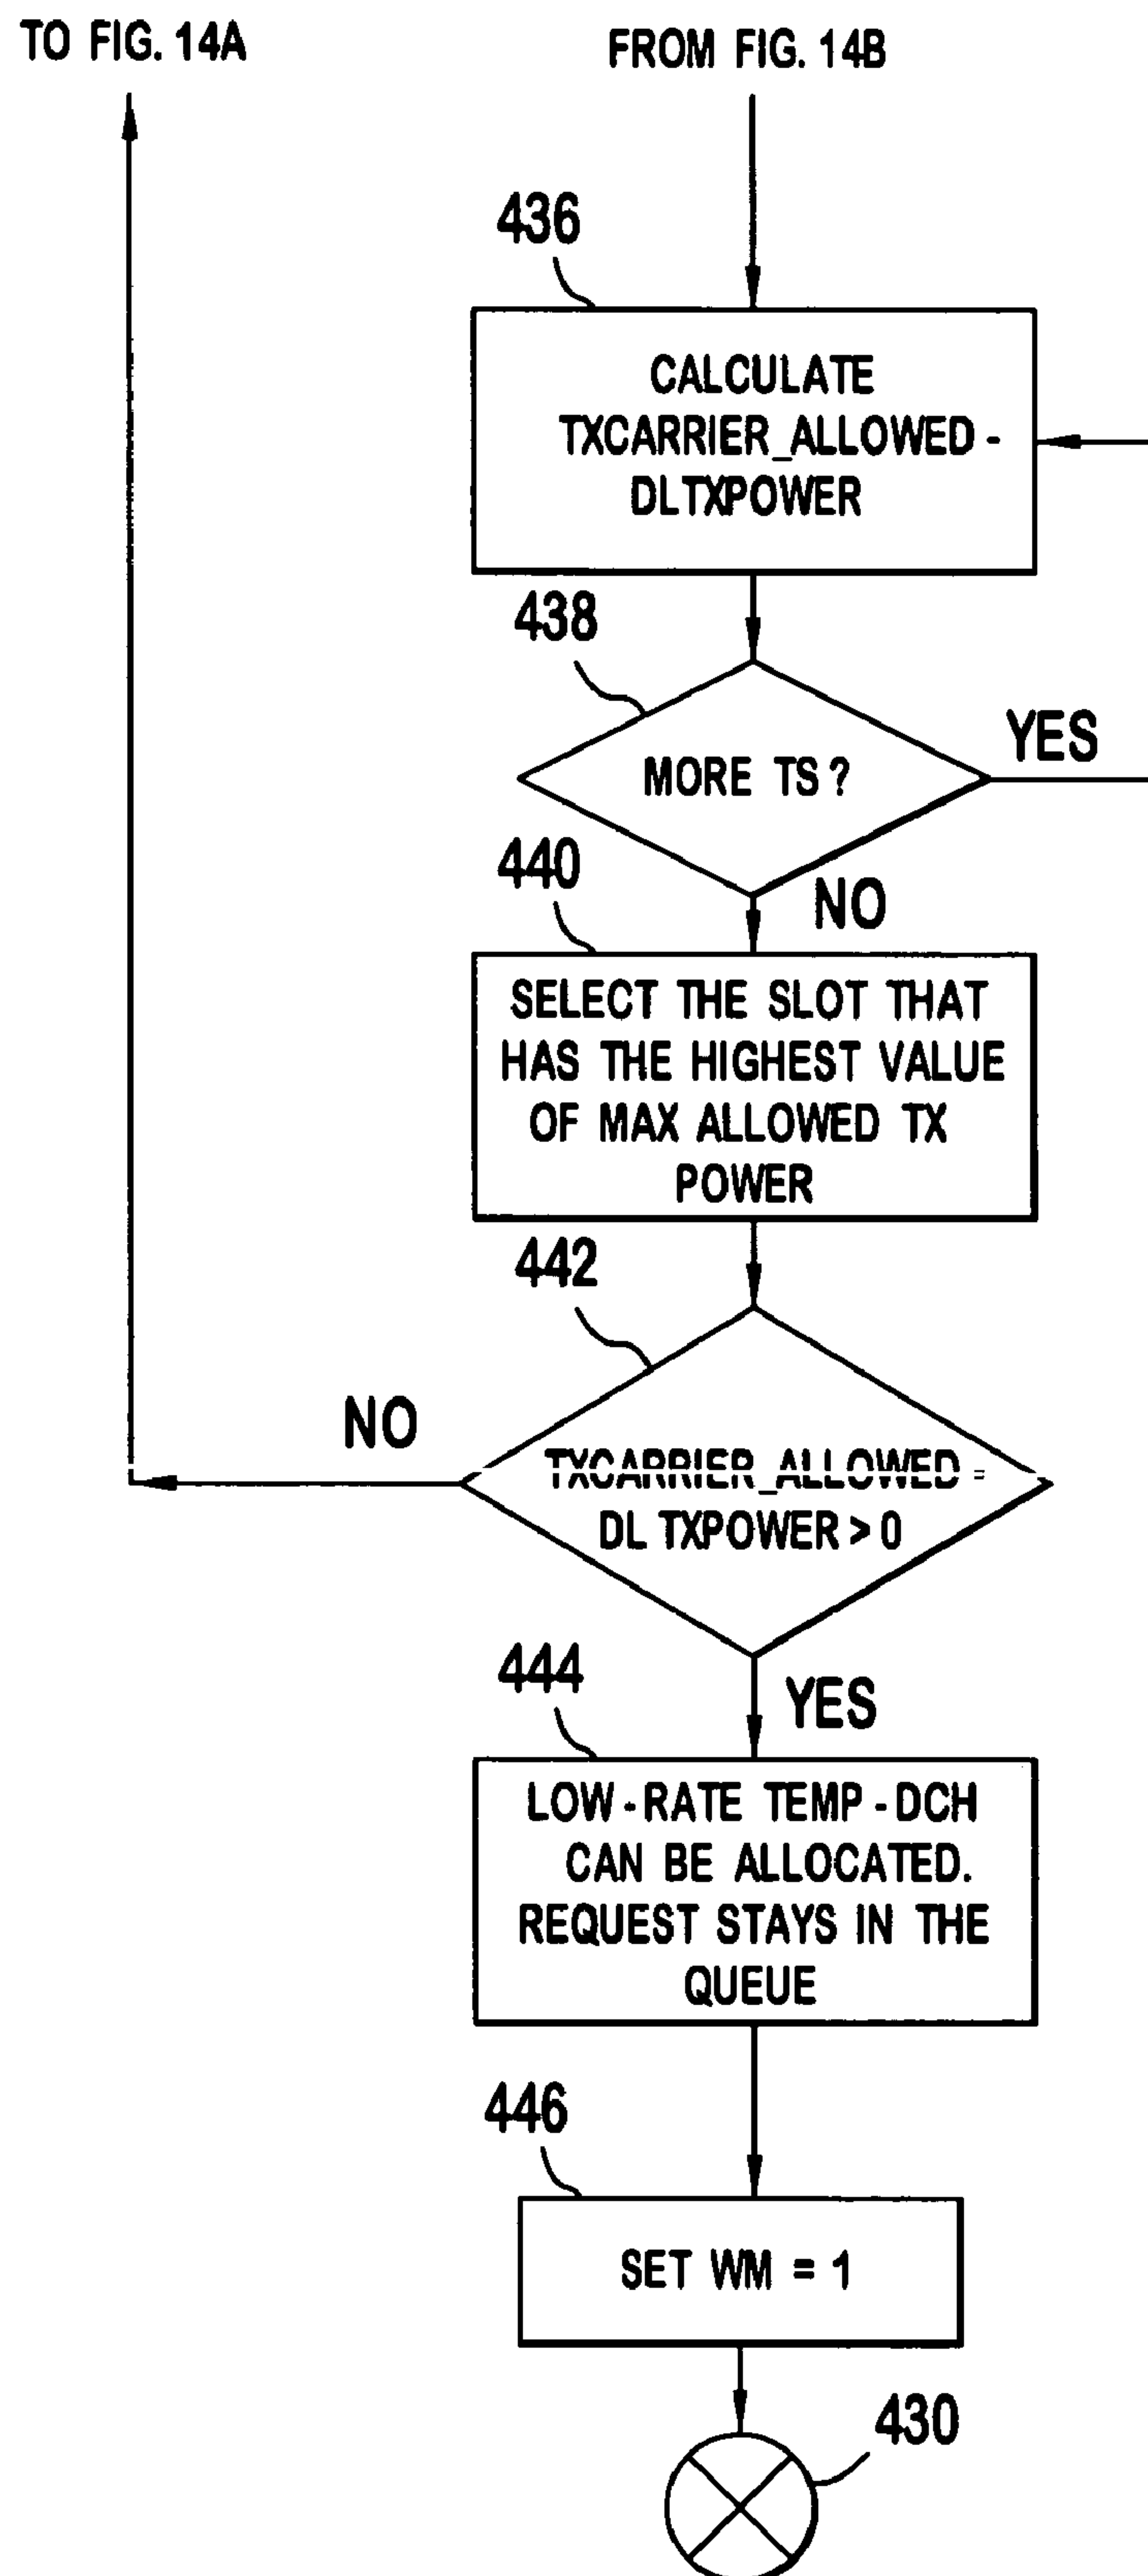 TO FIG. 14A
FROM FIG. 14B
436
CALCULATE
TXCARRIER_ALLOWED -
DLTXPOWER
438
MORE TS?
YES
440
NO
SELECT THE SLOT THAT
HAS THE HIGHEST VALUE
OF MAX ALLOWED TX
POWER
442
NO
TXCARRIER_ALLOWED =
DL TXPOWER > 0
444
YES
LOW-RATE TEMP-DCH
CAN BE ALLOCATED.
REQUEST STAYS IN THE
QUEUE
446
SET WM = 1
430